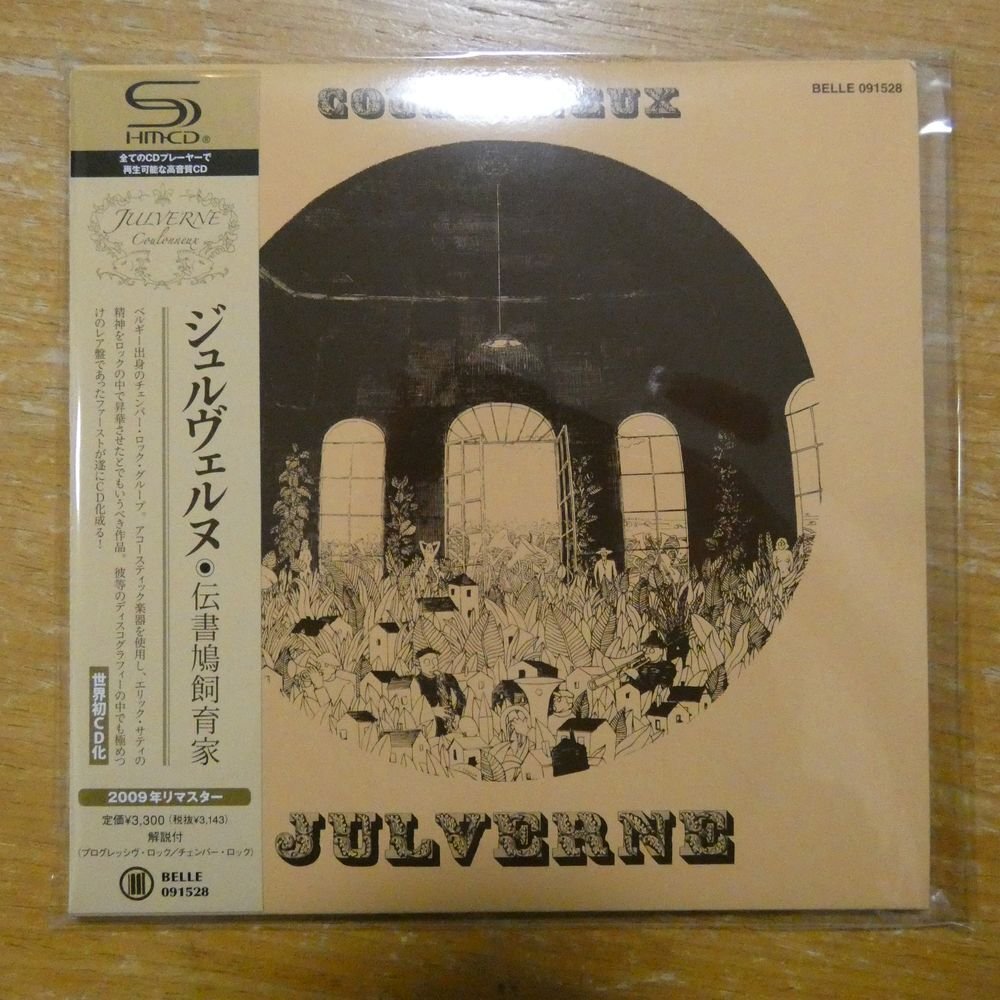 SHM-CD®
全てのCDプレーヤーで
再生可能な高音質CD
JULVERNE
Coulonneux
ジュルヴェルヌ●伝書鳩飼育家
ベルギー出身のチェンバー・ロック・グループ。アコースティック楽器を使用し、エリック・サティの
精神をロックの中で昇華させたとでもいうべき作品。彼等のディスコグラフィーの中でも極めつ
けのレア盤であったファーストが遂にCD化成る!
世界初CD化
2009年リマスター
定価¥3,300(税抜¥3,143)
解説付
(プログレッシヴ・ロック/チェンバー・ロック)
BELLE
091528
BELLE 091528
JULVERNE